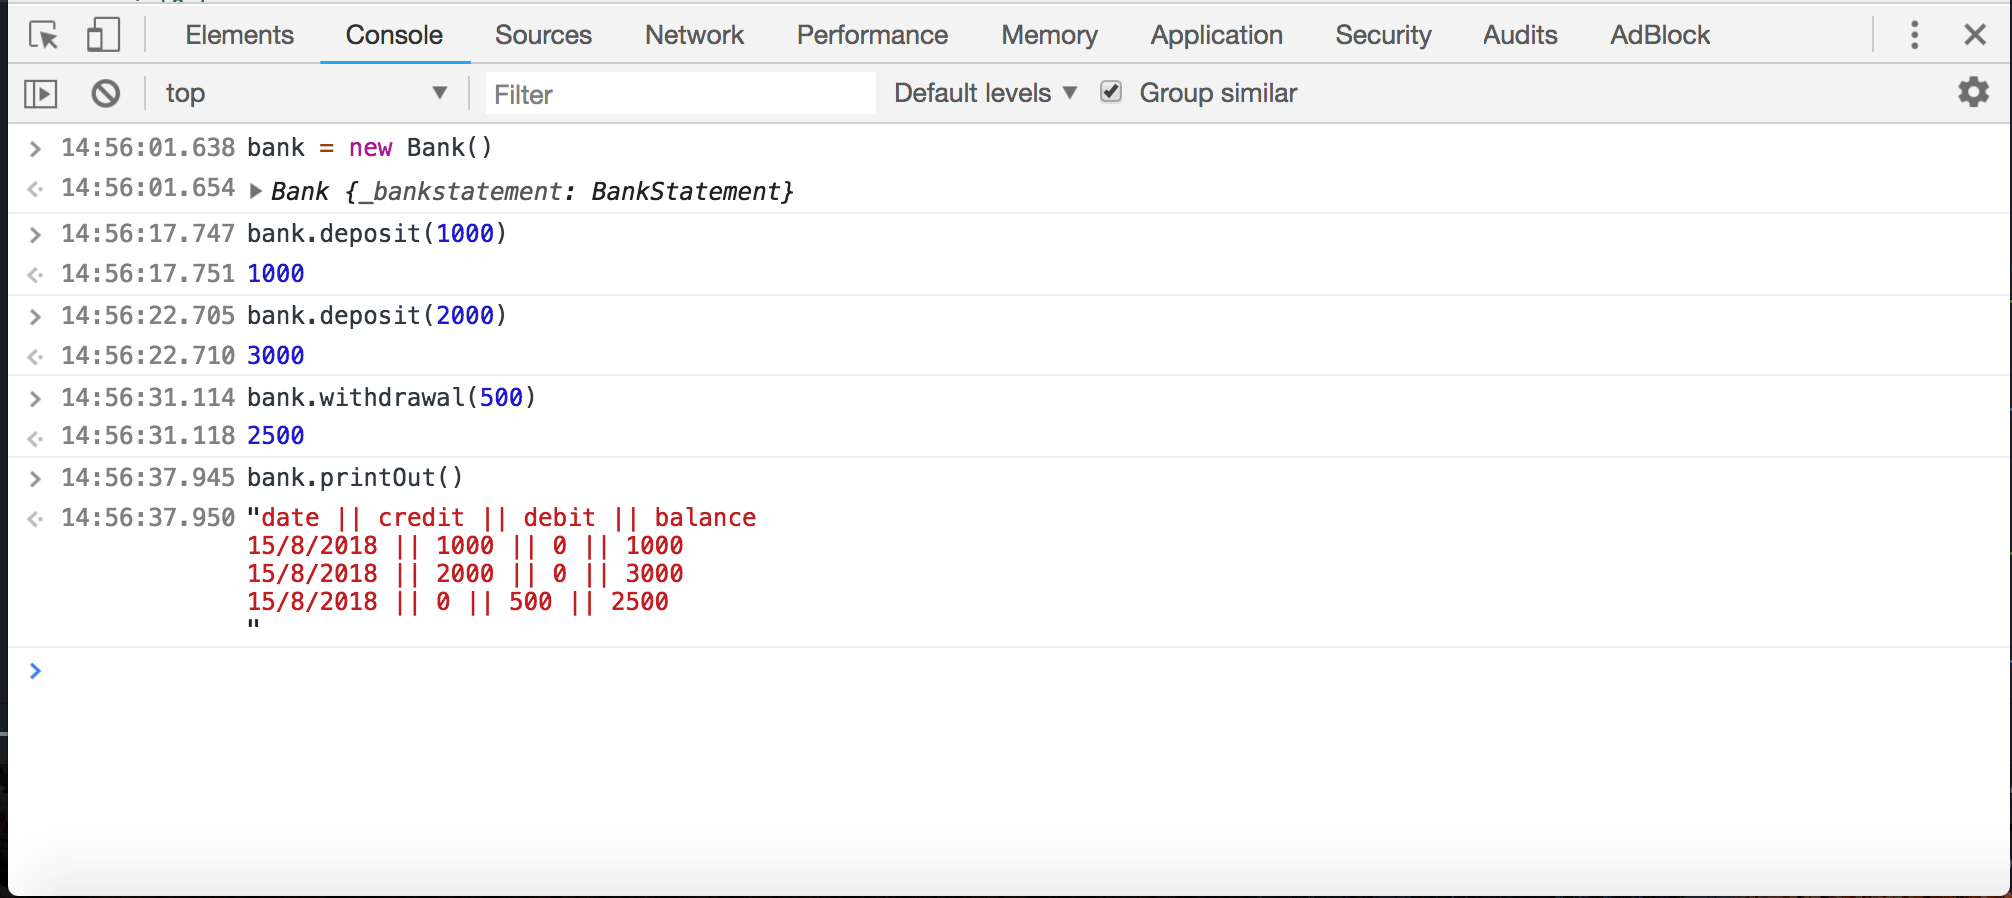 Elements Console Sources Network Performance Memory Application Security Audits AdBlock
top Filter Default levels Group similar
14:56:01.638 bank = new Bank()
14:56:01.654 Bank {_bankstatement: BankStatement}
14:56:17.747 bank.deposit(1000)
14:56:17.751 1000
14:56:22.705 bank.deposit(2000)
14:56:22.710 3000
14:56:31.114 bank.withdrawal(500)
14:56:31.118 2500
14:56:37.945 bank.printOut()
14:56:37.950 "date || credit || debit || balance
15/8/2018 || 1000 || 0 || 1000
15/8/2018 || 2000 || 0 || 3000
15/8/2018 || 0 || 500 || 2500
"